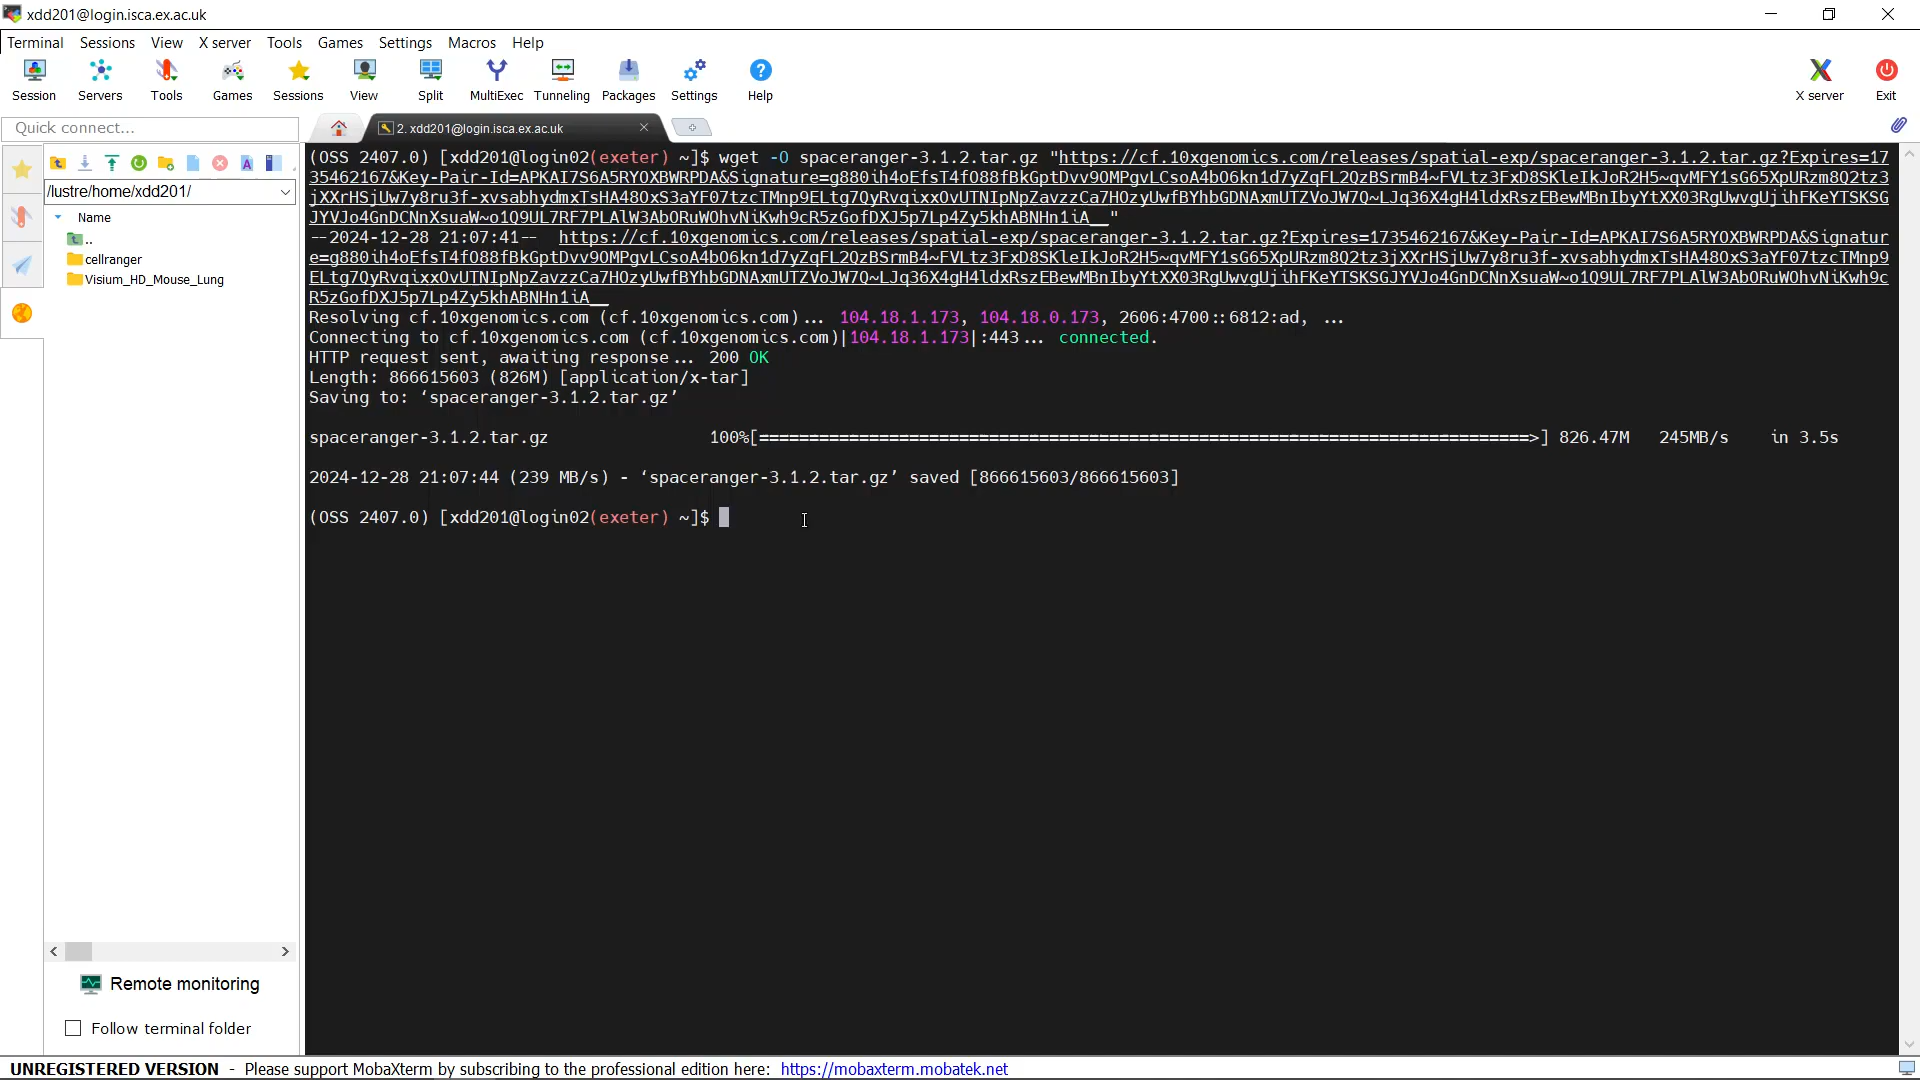 xdd201@login.isca.ex.ac.uk
Terminal Sessions View X server Tools Games Settings Macros Help
Session Servers Tools Games Sessions View Split MultiExec Tunneling Packages Settings Help X server Exit
Quick connect...
2. xdd201@login.isca.ex.ac.uk
/lustre/home/xdd201/
Name
..
cellranger
Visium_HD_Mouse_Lung
(OSS 2407.0) [xdd201@login02(exeter) ~]$ wget -O spaceranger-3.1.2.tar.gz "https://cf.10xgenomics.com/releases/spatial-exp/spaceranger-3.1.2.tar.gz?Expires=17
35462167&Key-Pair-Id=APKAI7S6A5RYOXBWRPDA&Signature=g880ih4oEfsT4fO88fBkGptDvv9OMPgvLCsoA4bO6kn1d7yZqFL2QzBSrmB4~FVLtz3FxD8SKleIkJoR2H5~qvMFY1sG65XpURzm8Q2tz3
jXXrHSjUw7y8ru3f-xvsabhydmxTsHA48OxS3aYF07tzcTMnp9ELtg7QyRvqixxOvUTNIpNpZavzzCa7HOzyUwfBYhbGDNAxmUTZVoJW7Q~LJq36X4gH4ldxRszEBewMBnIbyYtXX03RgUwvgUjihFKeYTSKSG
JYVJo4GnDCNnXsuaW~o1Q9UL7RF7PLAlW3AbORuWOhvNiKwh9cR5zGofDXJ5p7Lp4Zy5khABNHn1iA__"
--2024-12-28 21:07:41--  https://cf.10xgenomics.com/releases/spatial-exp/spaceranger-3.1.2.tar.gz?Expires=1735462167&Key-Pair-Id=APKAI7S6A5RYOXBWRPDA&Signatur
e=g880ih4oEfsT4fO88fBkGptDvv9OMPgvLCsoA4bO6kn1d7yZqFL2QzBSrmB4~FVLtz3FxD8SKleIkJoR2H5~qvMFY1sG65XpURzm8Q2tz3jXXrHSjUw7y8ru3f-xvsabhydmxTsHA48OxS3aYF07tzcTMnp9
ELtg7QyRvqixxOvUTNIpNpZavzzCa7HOzyUwfBYhbGDNAxmUTZVoJW7Q~LJq36X4gH4ldxRszEBewMBnIbyYtXX03RgUwvgUjihFKeYTSKSGJYVJo4GnDCNnXsuaW~o1Q9UL7RF7PLAlW3AbORuWOhvNiKwh9c
R5zGofDXJ5p7Lp4Zy5khABNHn1iA__
Resolving cf.10xgenomics.com (cf.10xgenomics.com)... 104.18.1.173, 104.18.0.173, 2606:4700::6812:ad, ...
Connecting to cf.10xgenomics.com (cf.10xgenomics.com)|104.18.1.173|:443... connected.
HTTP request sent, awaiting response... 200 OK
Length: 866615603 (826M) [application/x-tar]
Saving to: ‘spaceranger-3.1.2.tar.gz’
spaceranger-3.1.2.tar.gz 100%[=============================================================================>] 826.47M 245MB/s in 3.5s
2024-12-28 21:07:44 (239 MB/s) - ‘spaceranger-3.1.2.tar.gz’ saved [866615603/866615603]
(OSS 2407.0) [xdd201@login02(exeter) ~]$
Remote monitoring
Follow terminal folder
UNREGISTERED VERSION - Please support MobaXterm by subscribing to the professional edition here: https://mobaxterm.mobatek.net